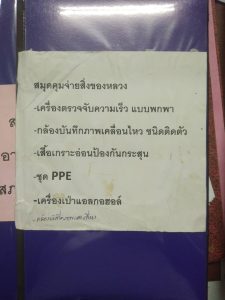 สมุดคุมจ่ายสิ่งของหลวง
-เครื่องตรวจจับความเร็ว แบบพกพา
-กล้องบันทึกภาพเคลื่อนไหว ชนิดติดตัว
-เสื้อเกราะอ่อนป้องกันกระสุน
-ชุด PPE
-เครื่องเป่าแอลกอฮอล์